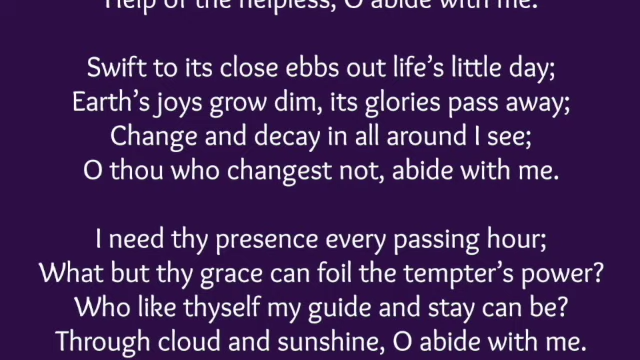 Help of the helpless, O abide with me.
Swift to its close ebbs out life's little day;
Earth's joys grow dim, its glories pass away;
Change and decay in all around I see;
O thou who changest not, abide with me.
I need thy presence every passing hour;
What but thy grace can foil the tempter's power?
Who like thyself my guide and stay can be?
Through cloud and sunshine, O abide with me.